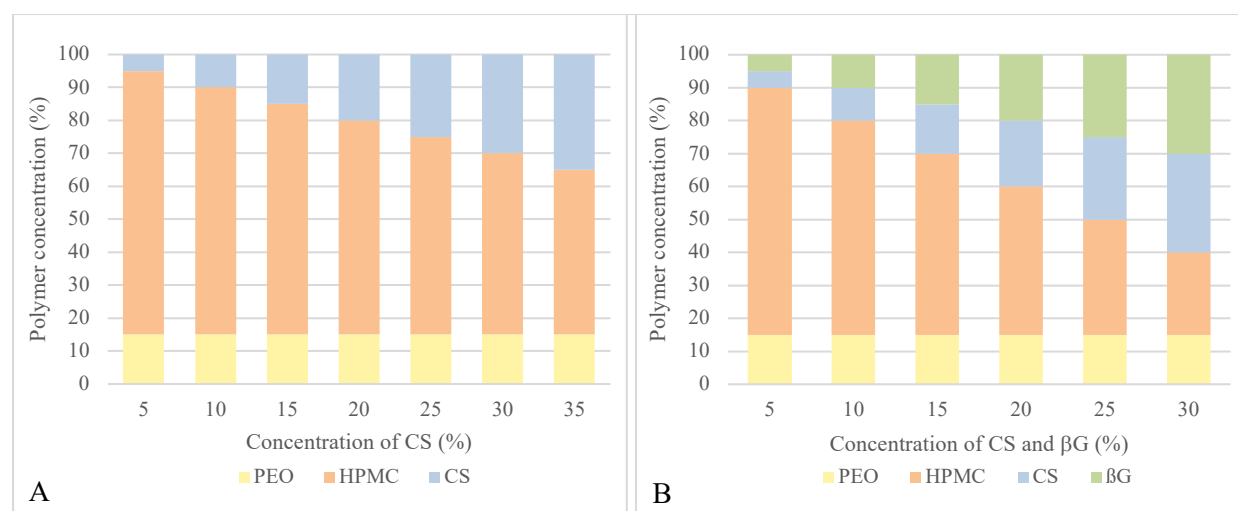 100
90
80
70
60
50
40
30
20
10
0
Polymer concentration (%)
5 10 15 20 25 30 35
Concentration of CS (%)
PEO HPMC CS
A
100
90
80
70
60
50
40
30
20
10
0
Polymer concentration (%)
5 10 15 20 25 30
Concentration of CS and βG (%)
PEO HPMC CS ßG
B